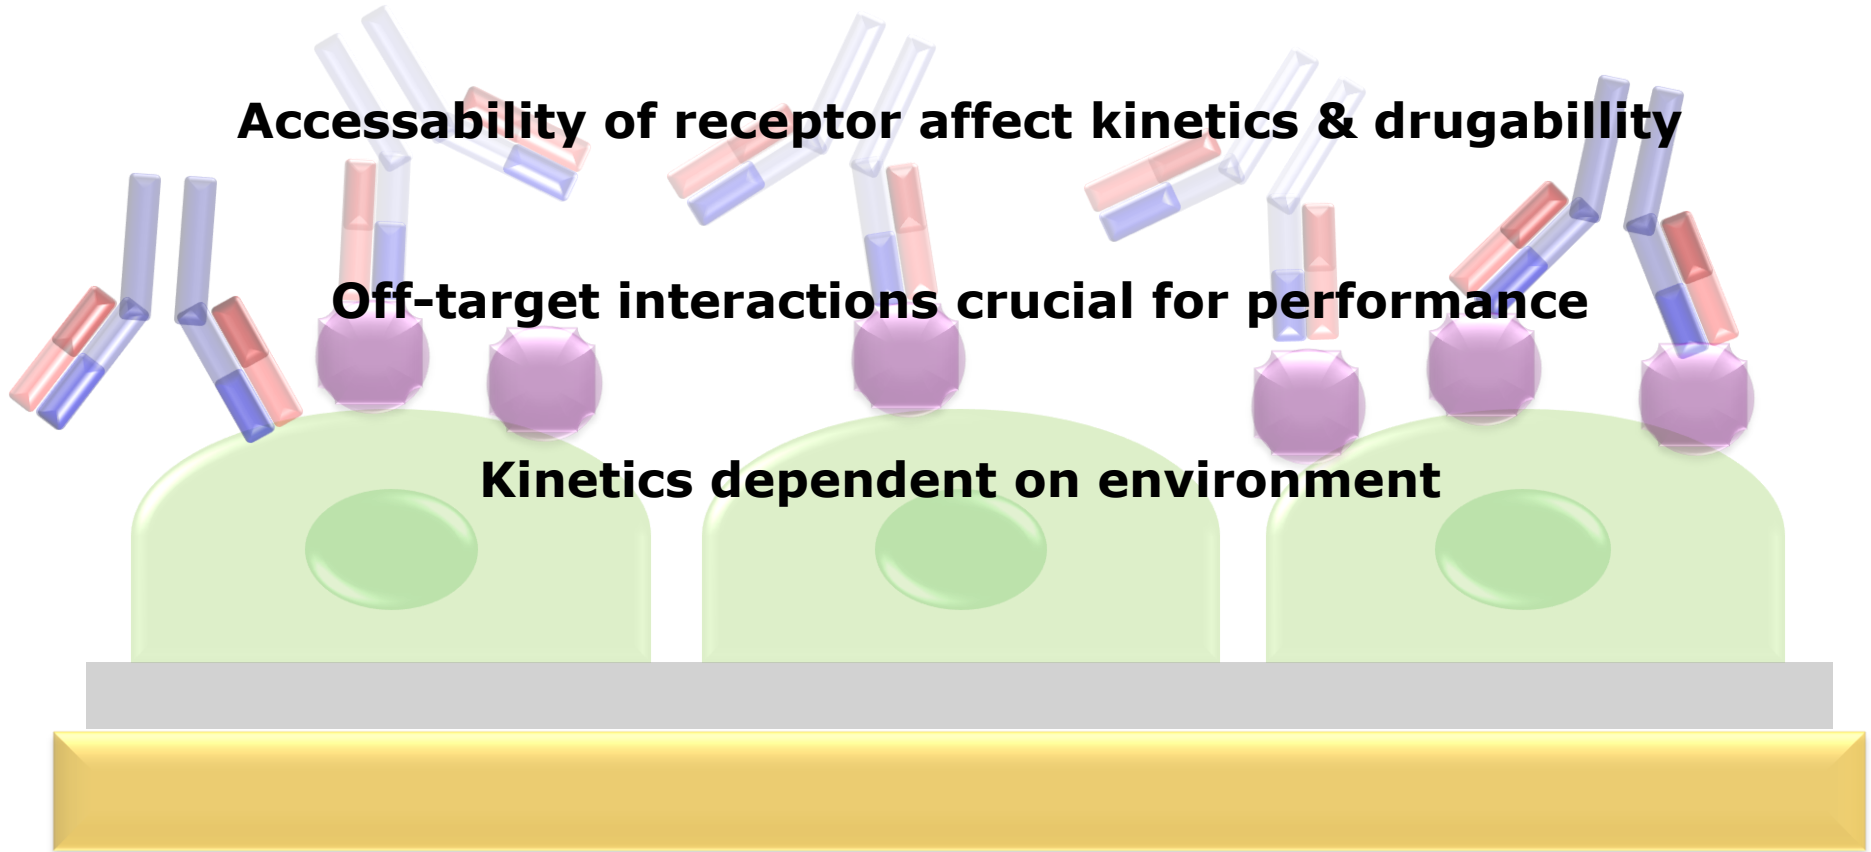 Accessability of receptor affect kinetics & drugabillity
Off-target interactions crucial for performance
Kinetics dependent on environment